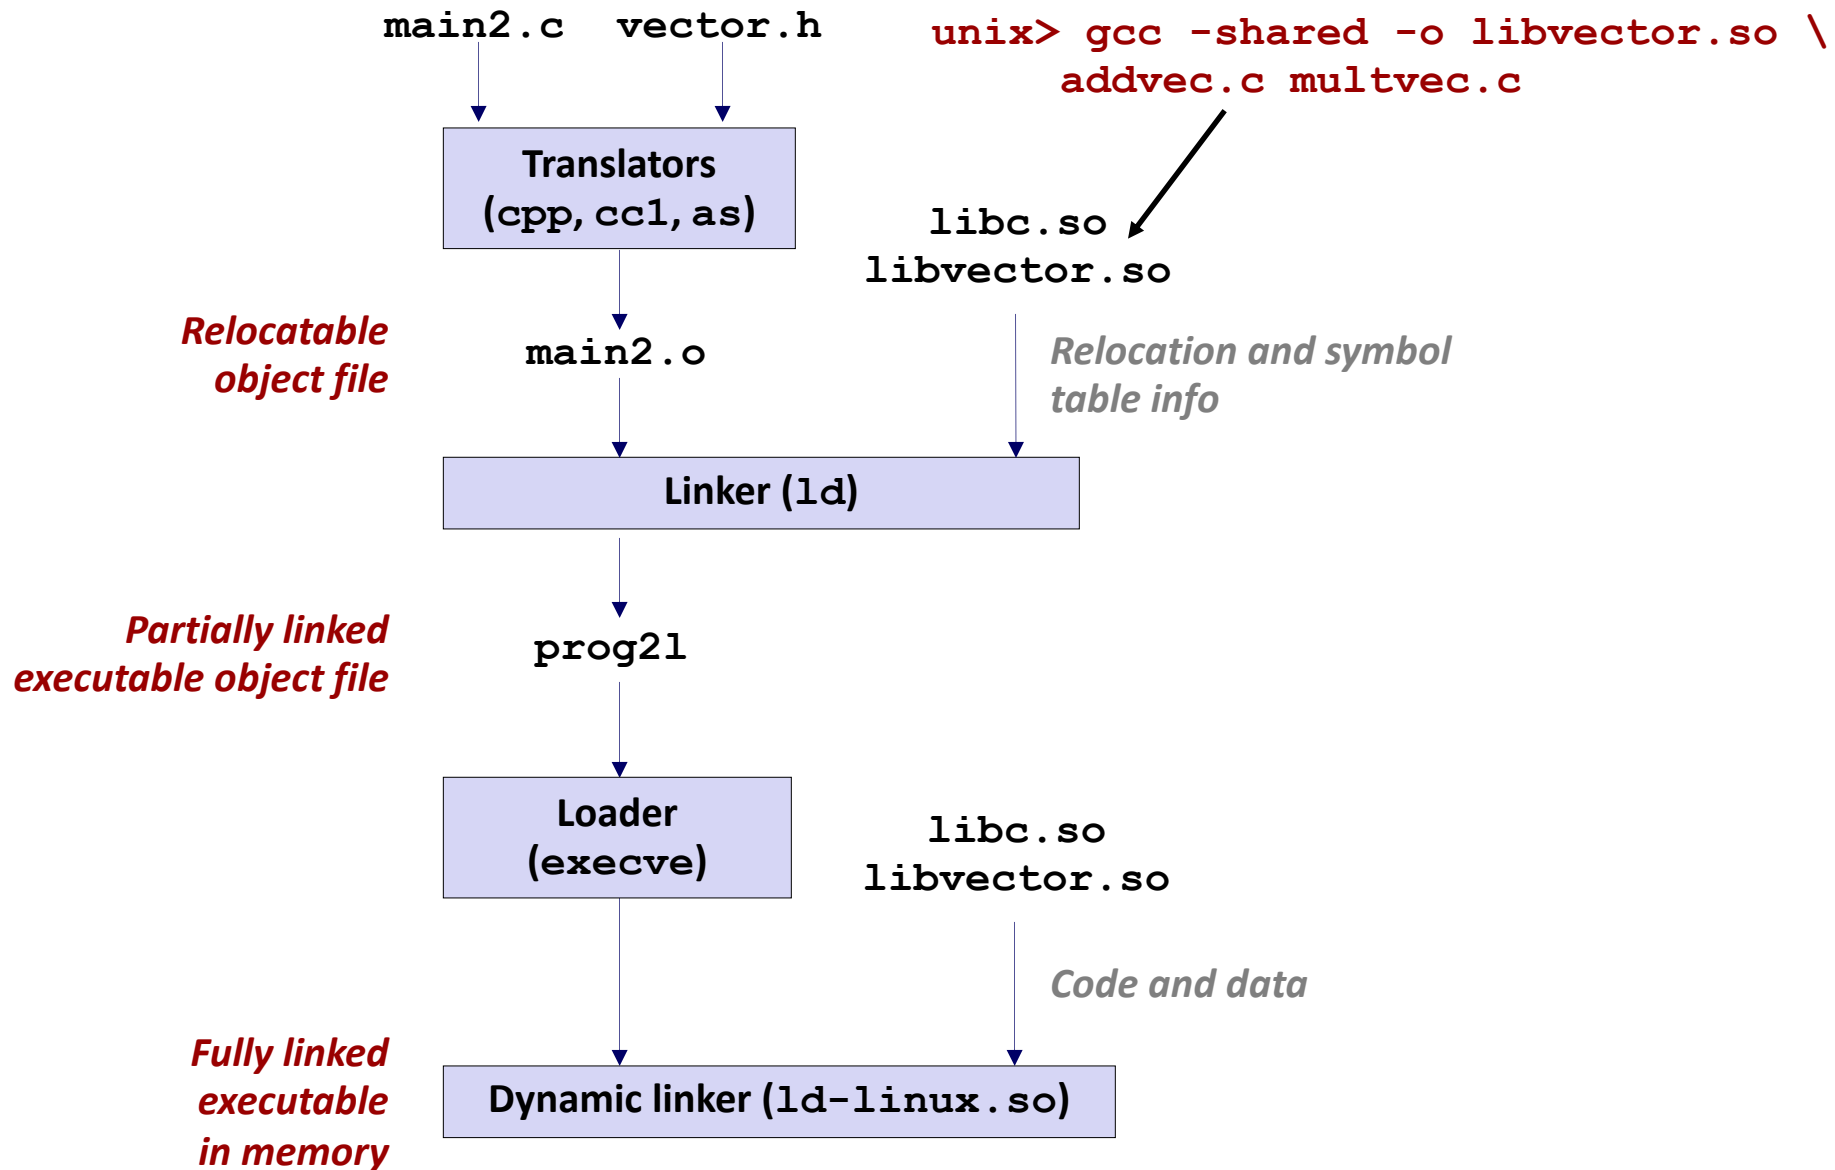 main2.c vector.h
unix> gcc -shared -o libvector.so \
addvec.c multvec.c
Translators
(cpp, cc1, as)
libc.so
libvector.so
Relocatable
object file
main2.o
Relocation and symbol
table info
Linker (ld)
Partially linked
executable object file
prog2l
Loader
(execve)
libc.so
libvector.so
Code and data
Fully linked
executable
in memory
Dynamic linker (ld-linux.so)